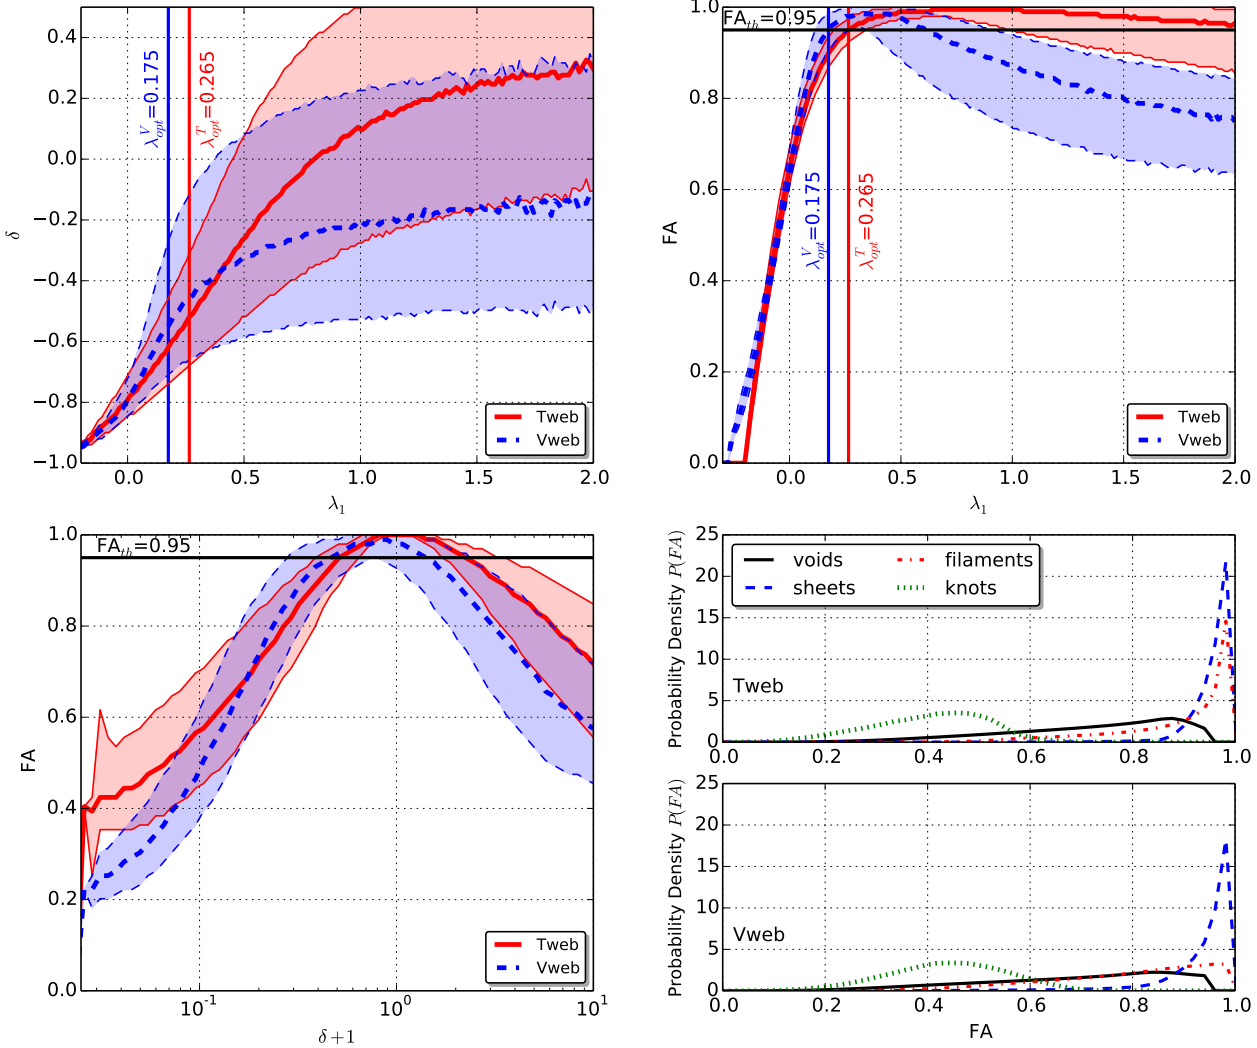 0.4
0.2
0.0
−0.2
−0.4
−0.6
−0.8
−1.0
δ
λ^V_opt=0.175
λ^T_opt=0.265
Tweb
Vweb
0.0 0.5 1.0 1.5 2.0
λ_1
FA_th=0.95
1.0
0.8
0.6
0.4
0.2
0.0
FA
λ^V_opt=0.175
λ^T_opt=0.265
Tweb
Vweb
0.0 0.5 1.0 1.5 2.0
λ_1
FA_th=0.95
1.0
0.8
0.6
0.4
0.2
0.0
FA
Tweb
Vweb
10^-1 10^0 10^1
δ+1
Probability Density P(FA)
25
20
15
10
5
0
voids
sheets
filaments
knots
Tweb
0.0 0.2 0.4 0.6 0.8 1.0
Probability Density P(FA)
25
20
15
10
5
0
Vweb
0.0 0.2 0.4 0.6 0.8 1.0
FA